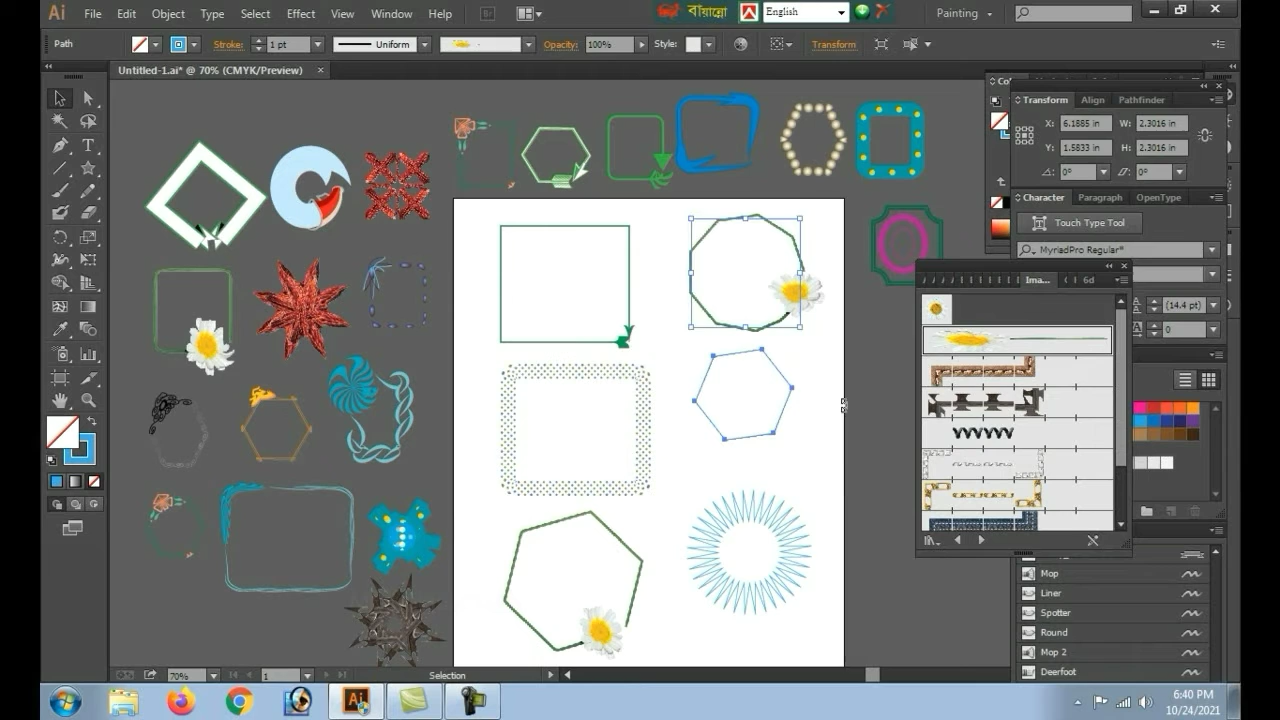 Ai File Edit Object Type Select Effect View Window Help Br বাঁয়ান্নো English Painting
Path Stroke: 1 pt Uniform Opacity: 100% Style: Transform
Untitled-1.ai* @ 70% (CMYK/Preview) ×
Transform Align Pathfinder
X: 6.1885 in W: 2.3016 in
Y: 1.5833 in H: 2.3016 in
0° 0°
Character Paragraph OpenType
Touch Type Tool
MyriadPro Regular*
Ima... 6d
(14.4 pt)
0
Mop
Liner
Spotter
Round
Mop 2
Deerfoot
70% 1 Selection
6:40 PM
10/24/2021